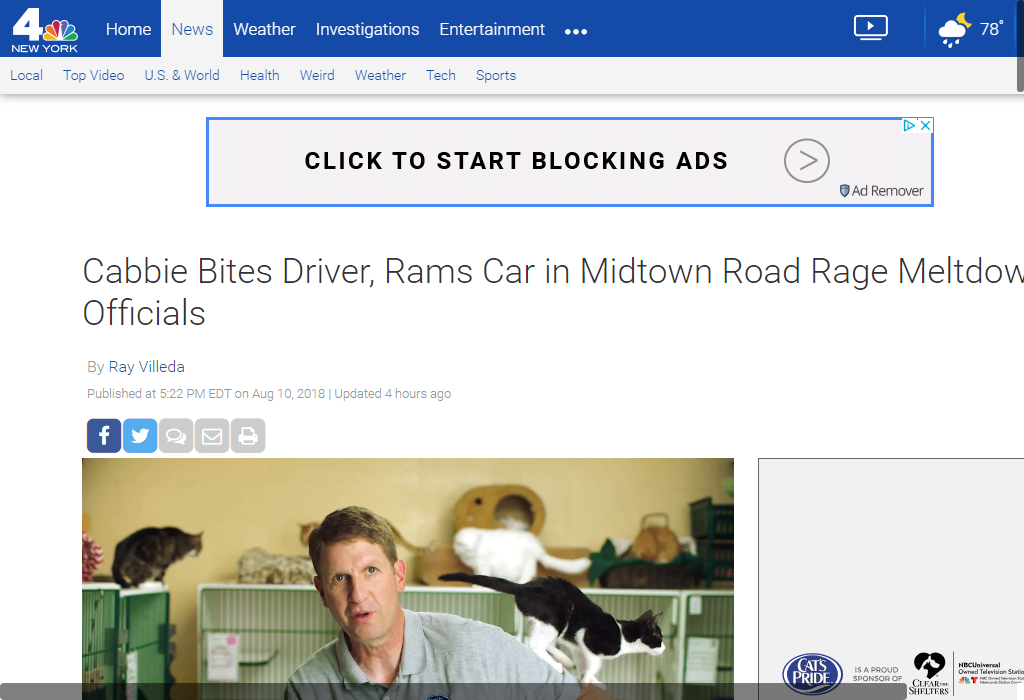 4
NEW YORK
Home
News
Weather
Investigations
Entertainment
78°
Local
Top Video
U.S. & World
Health
Weird
Weather
Tech
Sports
CLICK TO START BLOCKING ADS
Ad Remover
Cabbie Bites Driver, Rams Car in Midtown Road Rage Meltdow
Officials
By Ray Villeda
Published at 5:22 PM EDT on Aug 10, 2018 | Updated 4 hours ago
CAT'S
PRIDE
IS A PROUD
SPONSOR OF
CLEAR THE
SHELTERS
NBCUniversal
Owned Television Statio